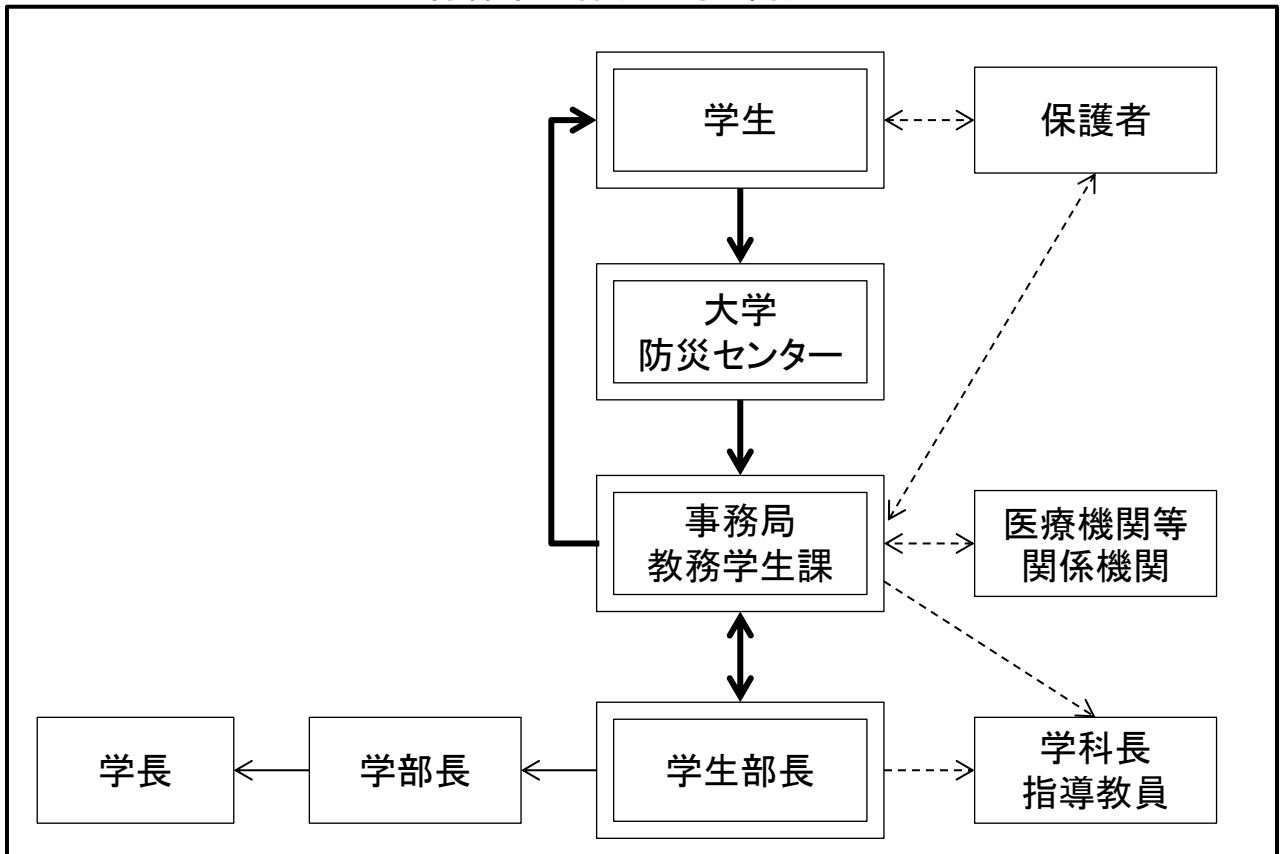 学生
保護者
大学
防災センター
事務局
教務学生課
医療機関等
関係機関
学長
学部長
学生部長
学科長
指導教員